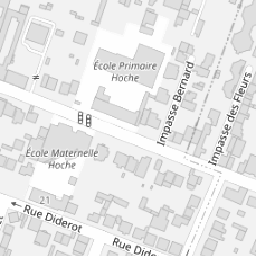 École Primaire
Hoche
Impasse Bernard
Impasse des Fleurs
École Maternelle
Hoche
21
Rue Diderot
Rue Dide